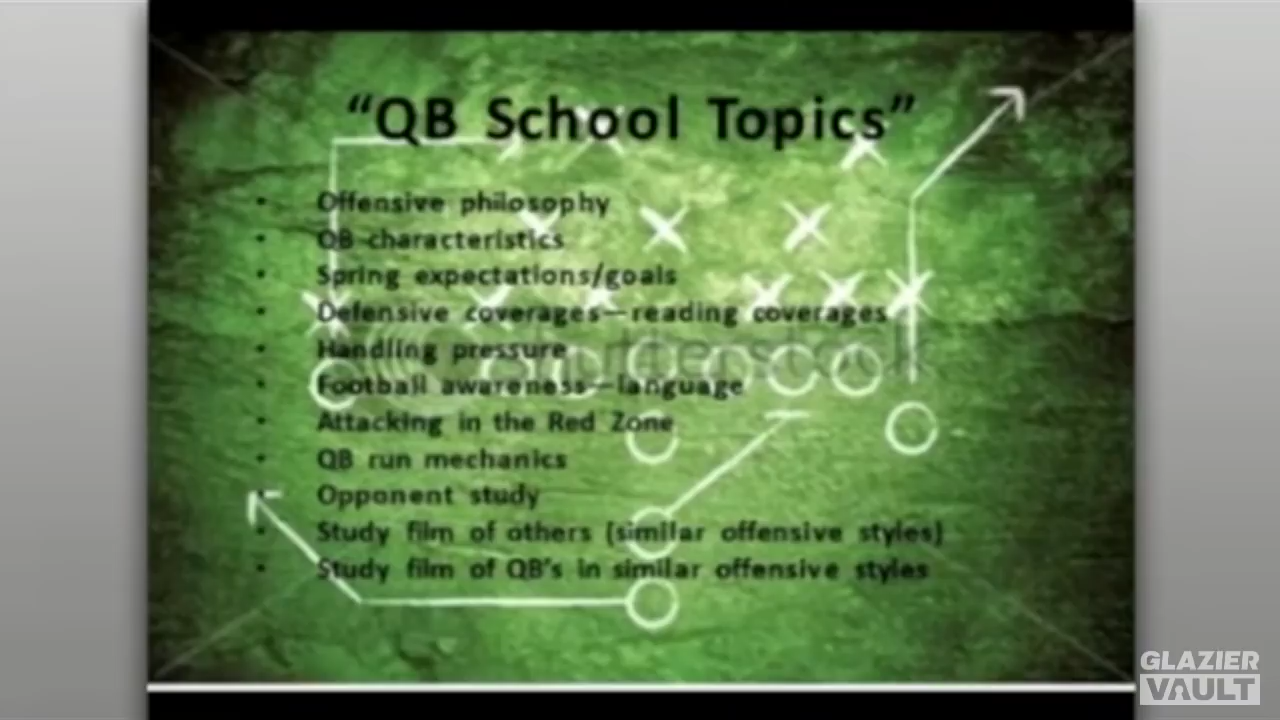 “QB School Topics”
• Offensive philosophy
• QB characteristics
• Spring expectations/goals
• Defensive coverages—reading coverages
• Handling pressure
• Football awareness—language
• Attacking in the Red Zone
• QB run mechanics
• Opponent study
• Study film of others (similar offensive styles)
• Study film of QB's in similar offensive styles
shutterstock
GLAZIER
VAULT